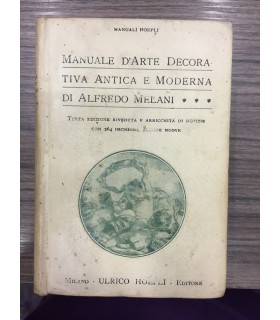 MANUALI HOEPLI
MANUALE D'ARTE DECORA-
TIVA ANTICA E MODERNA
DI ALFREDO MELANI
TERZA EDIZIONE RIVEDUTA E ARRICCHITA DI NOTIZIE
CON 264 INCISIONI,
MILANO - ULRICO HOEPLI - EDITORE